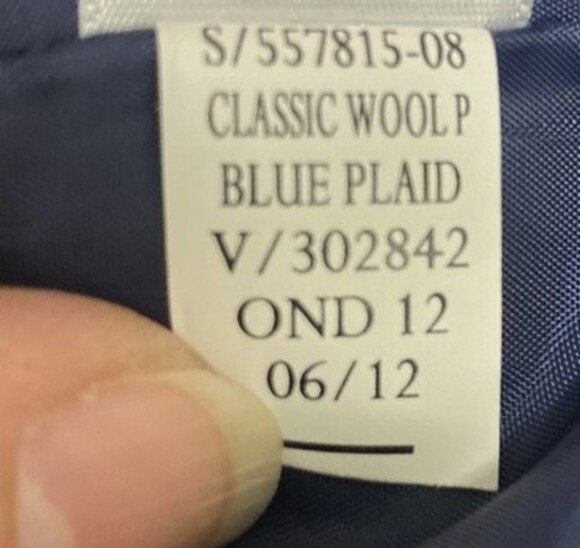 S/557815-08
CLASSIC WOOL P
BLUE PLAID
V/302842
OND 12
06/12